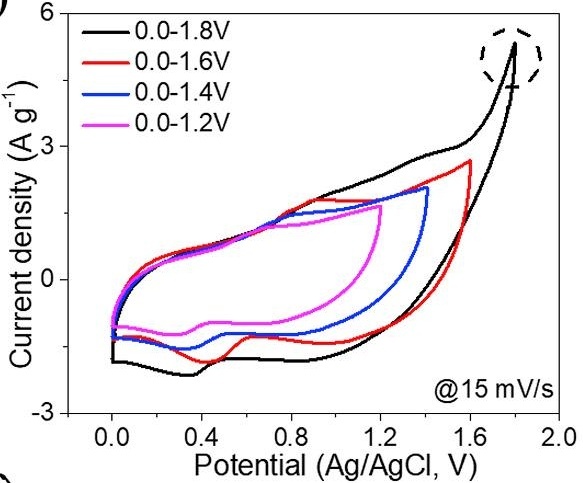 )
6
3
0
-3
Current density (A g⁻¹)
0.0-1.8V
0.0-1.6V
0.0-1.4V
0.0-1.2V
@15 mV/s
0.0 0.4 0.8 1.2 1.6 2.0
Potential (Ag/AgCl, V)